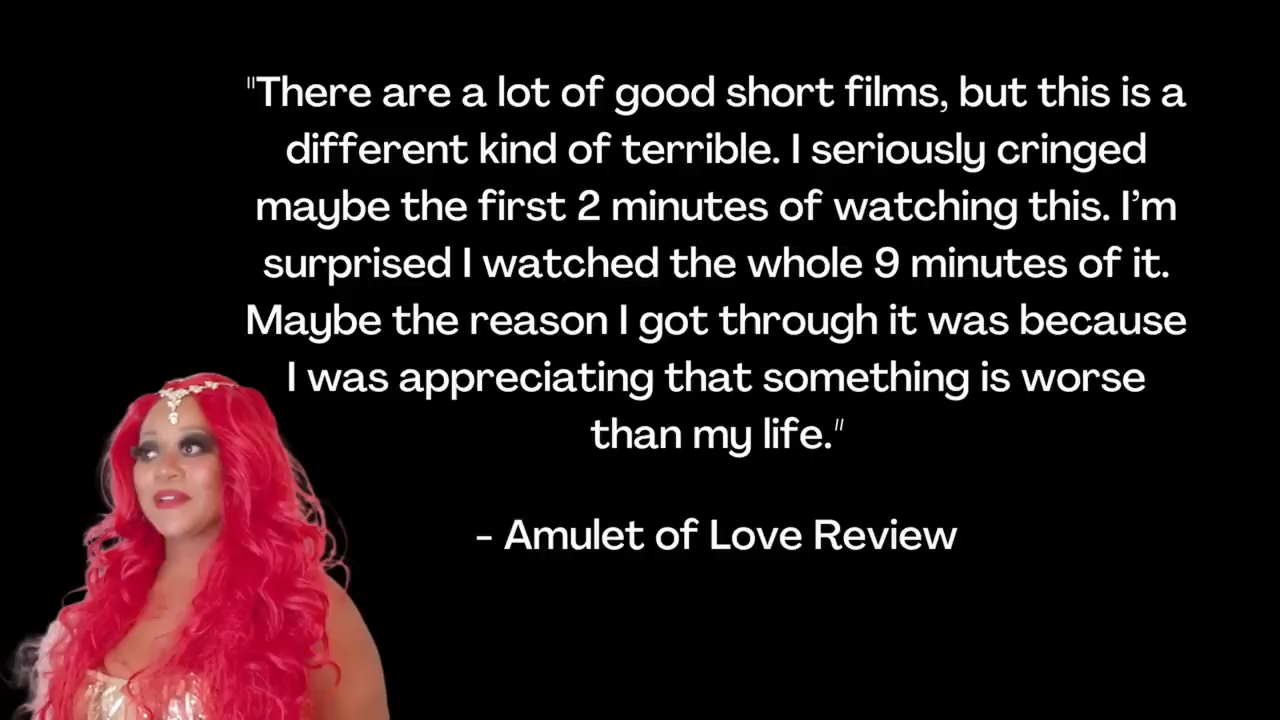 "There are a lot of good short films, but this is a
different kind of terrible. I seriously cringed
maybe the first 2 minutes of watching this. I’m
surprised I watched the whole 9 minutes of it.
Maybe the reason I got through it was because
I was appreciating that something is worse
than my life."
- Amulet of Love Review